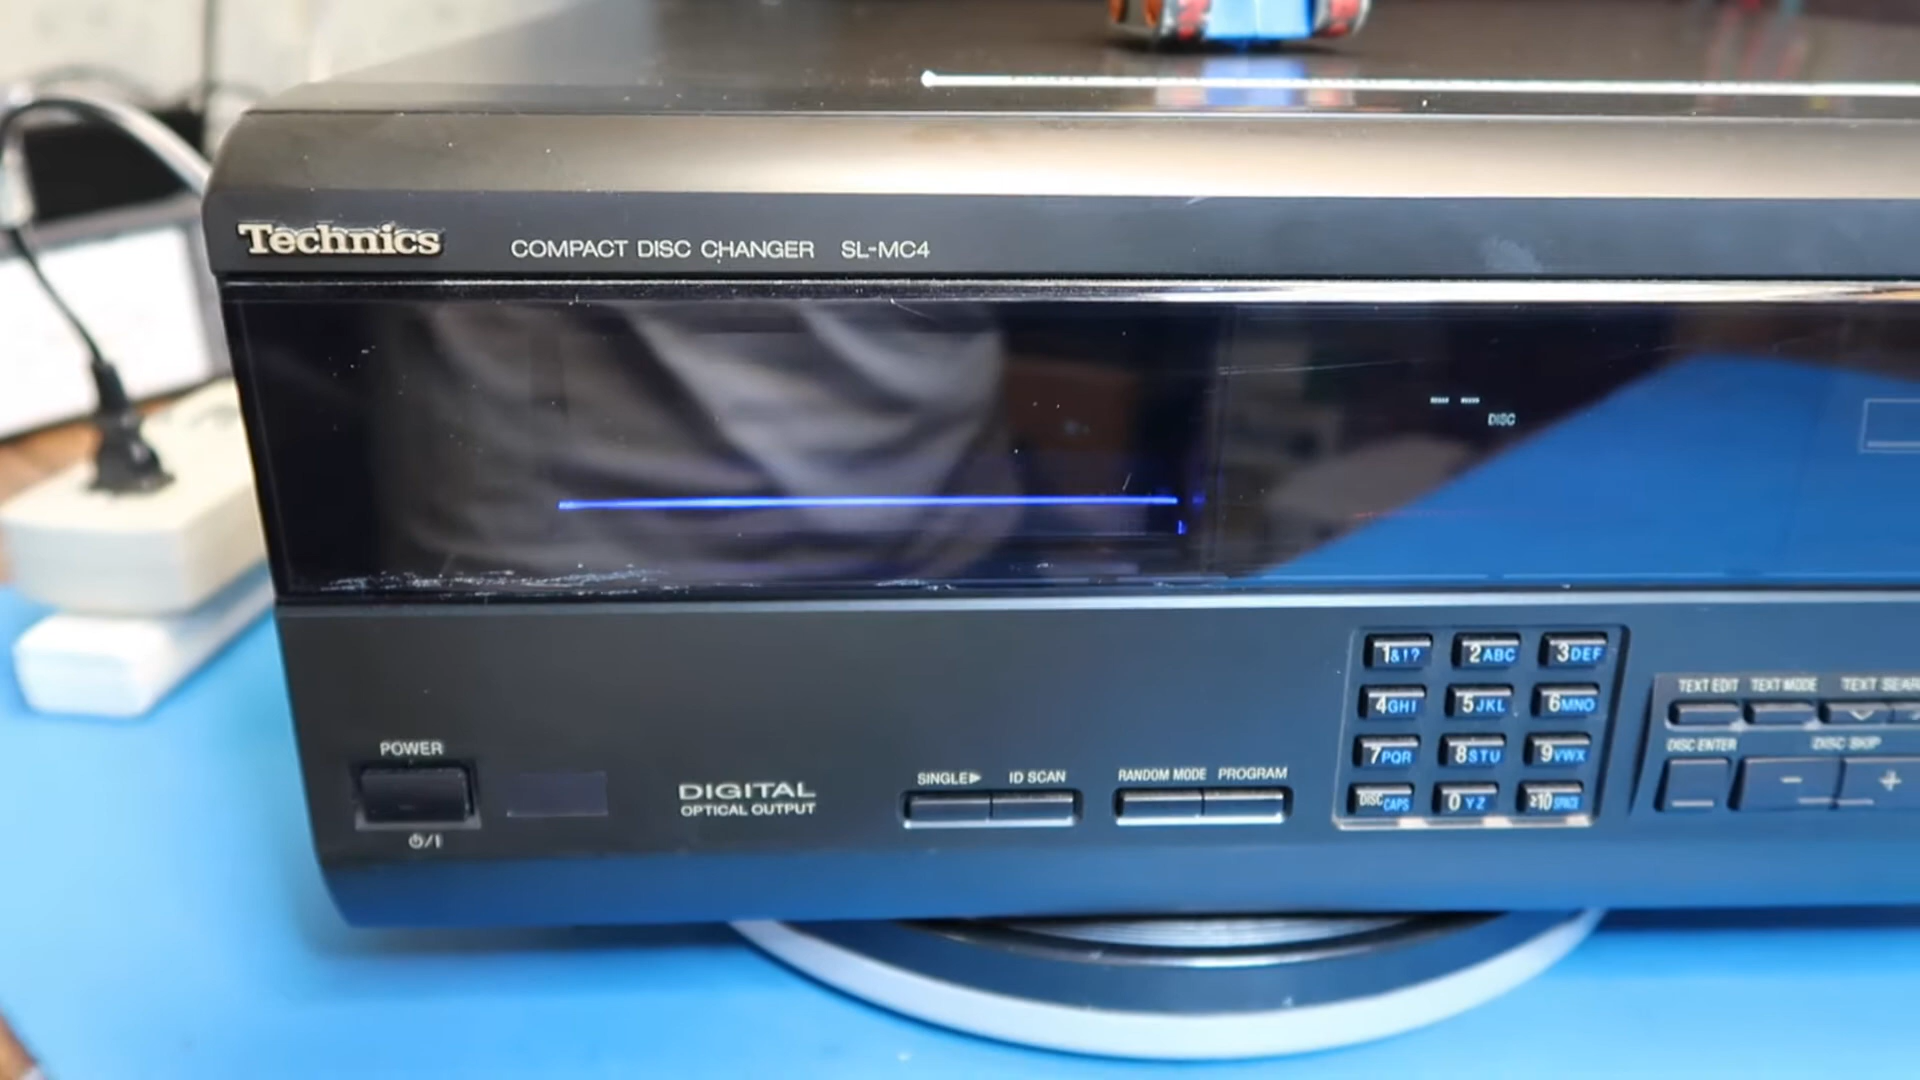 Technics
COMPACT DISC CHANGER SL-MC4
-- --
DISC
1&!? 2ABC 3DEF
4GHI 5JKL 6MNO
7PQR 8STU 9VWX
DISC CAPS 0YZ ≥10 SPACE
TEXT EDIT TEXT MODE TEXT
DISC ENTER DISC SKIP
− +
POWER
⏻/I
DIGITAL
OPTICAL OUTPUT
SINGLE▶ ID SCAN
RANDOM MODE PROGRAM